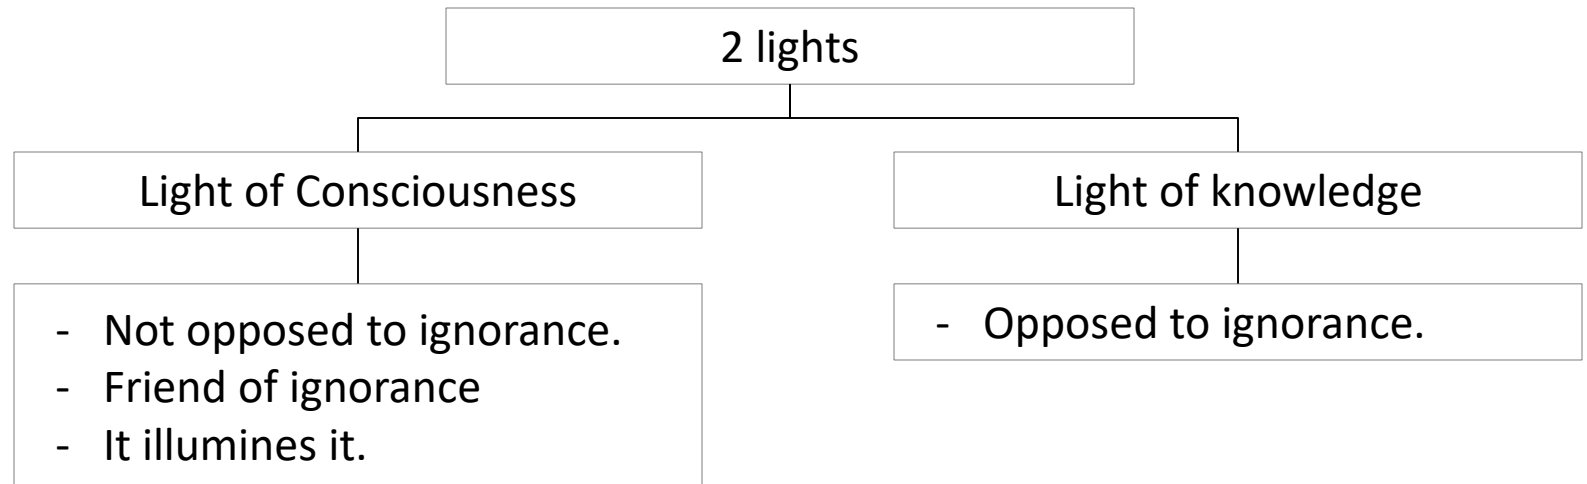 2 lights
Light of Consciousness
Light of knowledge
- Not opposed to ignorance.
- Friend of ignorance
- It illumines it.
- Opposed to ignorance.